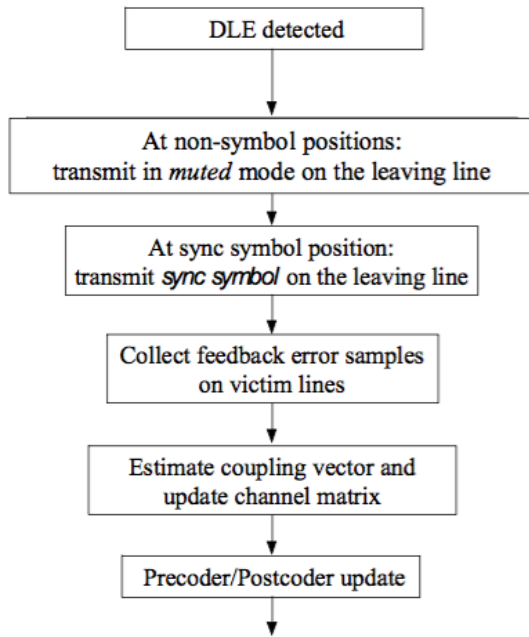 DLE detected
At non-symbol positions:
transmit in muted mode on the leaving line
At sync symbol position:
transmit sync symbol on the leaving line
Collect feedback error samples
on victim lines
Estimate coupling vector and
update channel matrix
Precoder/Postcoder update